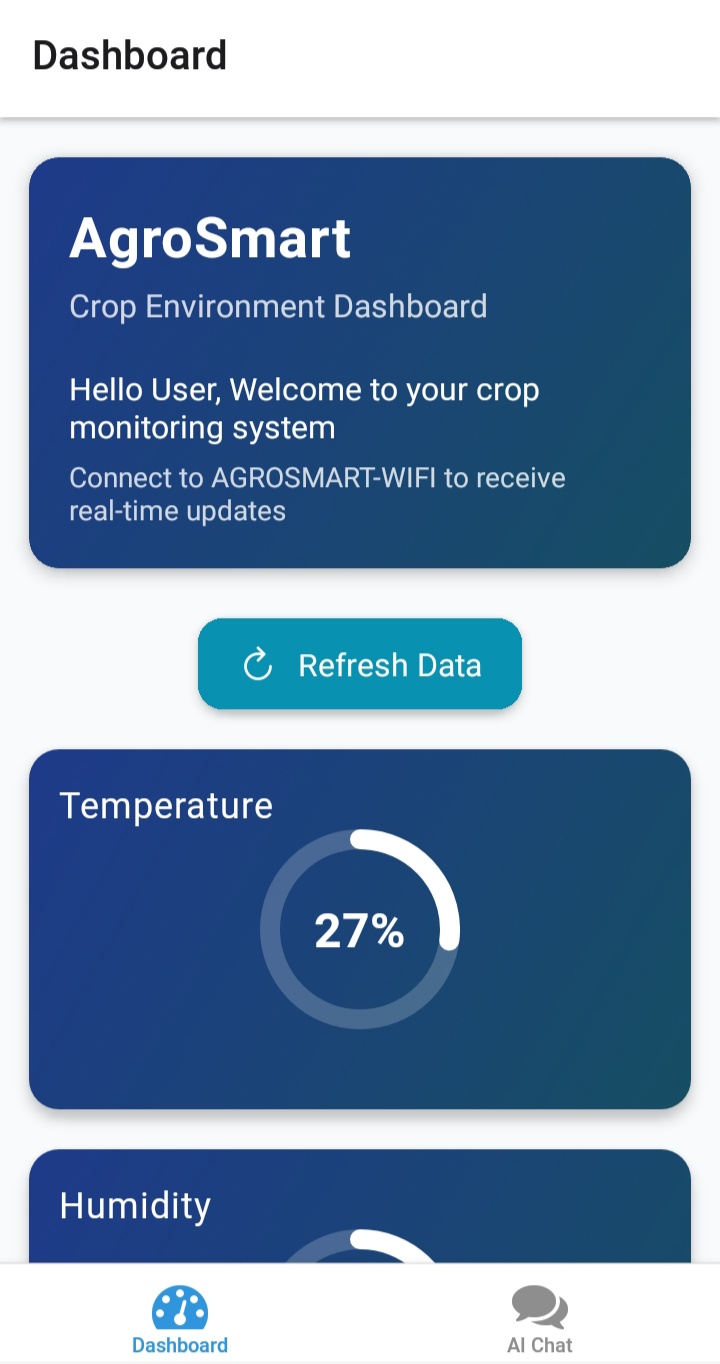 Dashboard
AgroSmart
Crop Environment Dashboard
Hello User, Welcome to your crop
monitoring system
Connect to AGROSMART-WIFI to receive
real-time updates
Refresh Data
Temperature
27%
Humidity
Dashboard
AI Chat